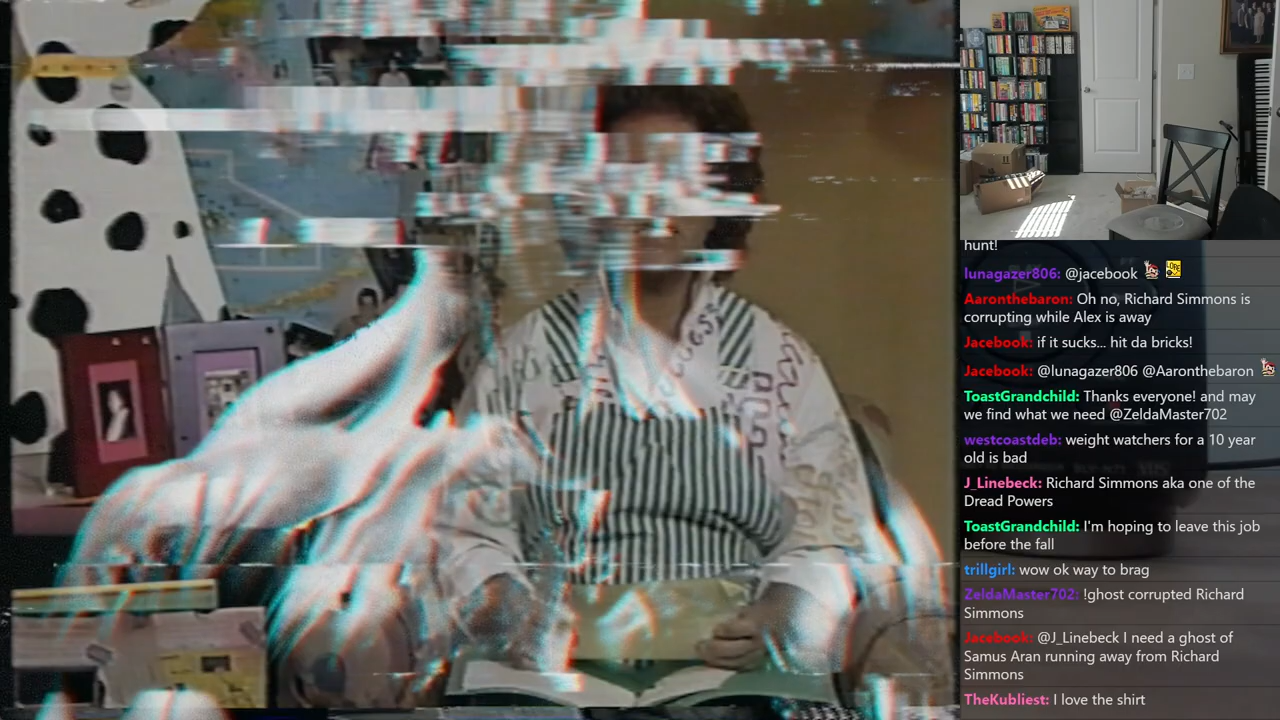 hunt!
lunagazer806: @jacebook
Aaronthebaron: Oh no, Richard Simmons is
corrupting while Alex is away
Jacebook: if it sucks... hit da bricks!
Jacebook: @lunagazer806 @Aaronthebaron
ToastGrandchild: Thanks everyone! and may
we find what we need @ZeldaMaster702
westcoastdeb: weight watchers for a 10 year
old is bad
J_Linebeck: Richard Simmons aka one of the
Dread Powers
ToastGrandchild: I'm hoping to leave this job
before the fall
trillgirl: wow ok way to brag
ZeldaMaster702: !ghost corrupted Richard
Simmons
Jacebook: @J_Linebeck I need a ghost of
Samus Aran running away from Richard
Simmons
TheKubliest: I love the shirt